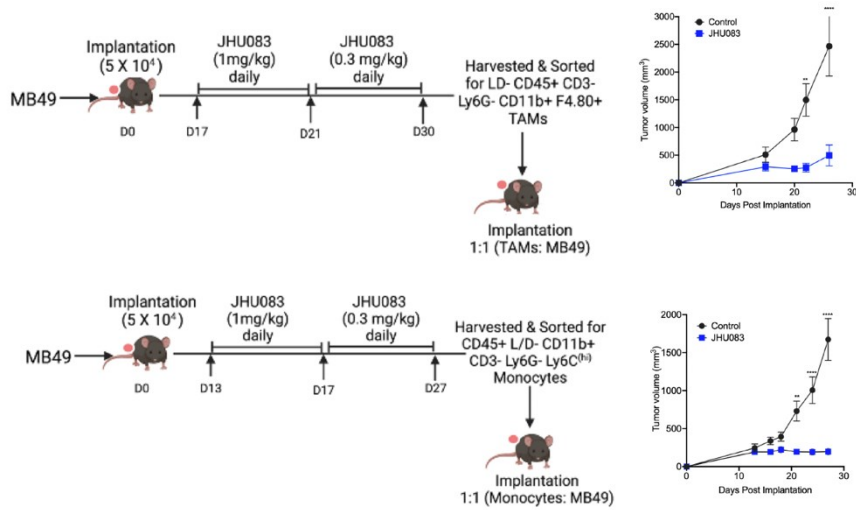 Implantation
(5 X 10⁴)
MB49
D0
JHU083
(1mg/kg)
daily
JHU083
(0.3 mg/kg)
daily
D17
D21
D30
Harvested & Sorted
for LD- CD45+ CD3-
Ly6G- CD11b+ F4.80+
TAMs
Implantation
1:1 (TAMs: MB49)
Control
JHU083
Tumor volume (mm³)
3000
2500
2000
1500
1000
500
0
**
****
0 10 20 30
Days Post Implantation
Implantation
(5 X 10⁴)
MB49
D0
JHU083
(1mg/kg)
daily
JHU083
(0.3 mg/kg)
daily
D13
D17
D27
Harvested & Sorted for
CD45+ L/D- CD11b+
CD3- Ly6G- Ly6C⁽ʰⁱ⁾
Monocytes
Implantation
1:1 (Monocytes: MB49)
Control
JHU083
Tumor volume (mm³)
2000
1500
1000
500
0
**
****
****
0 10 20 30
Days Post Implantation